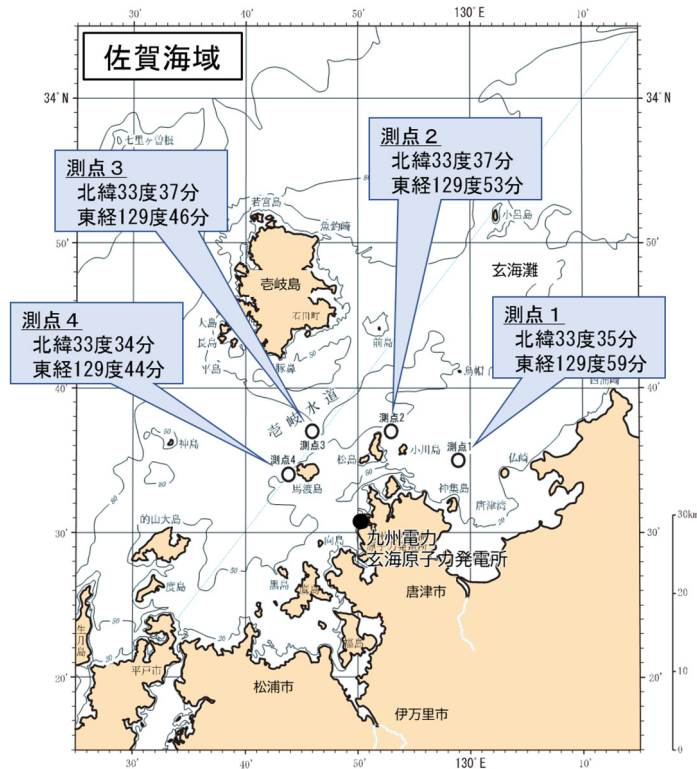 30'
50'
130°E
10'
佐賀海域
34°N
34°N
七里ヶ曽根
測点2
北緯33度37分
東経129度53分
測点3
北緯33度37分
東経129度46分
若宮島
魚釣崎
小呂島
50'
50'
玄海灘
壱岐島
石田町
測点1
北緯33度35分
東経129度59分
測点4
北緯33度34分
東経129度44分
大島
長島
平島
前島
豚鼻
40'
40'
壱岐水道
測点2
測点3
測点1
測点4
神島
松島
小川島
仏崎
馬渡島
神集島
唐津湾
的山大島
30'
30'
30km
九州電力
玄海原子力発電所
向島
度島
黒島
鷹島
唐津市
20
生月島
福島
平戸市
松浦市
20'
20'
10
伊万里市
0
30'
40'
50'
130°E
10'